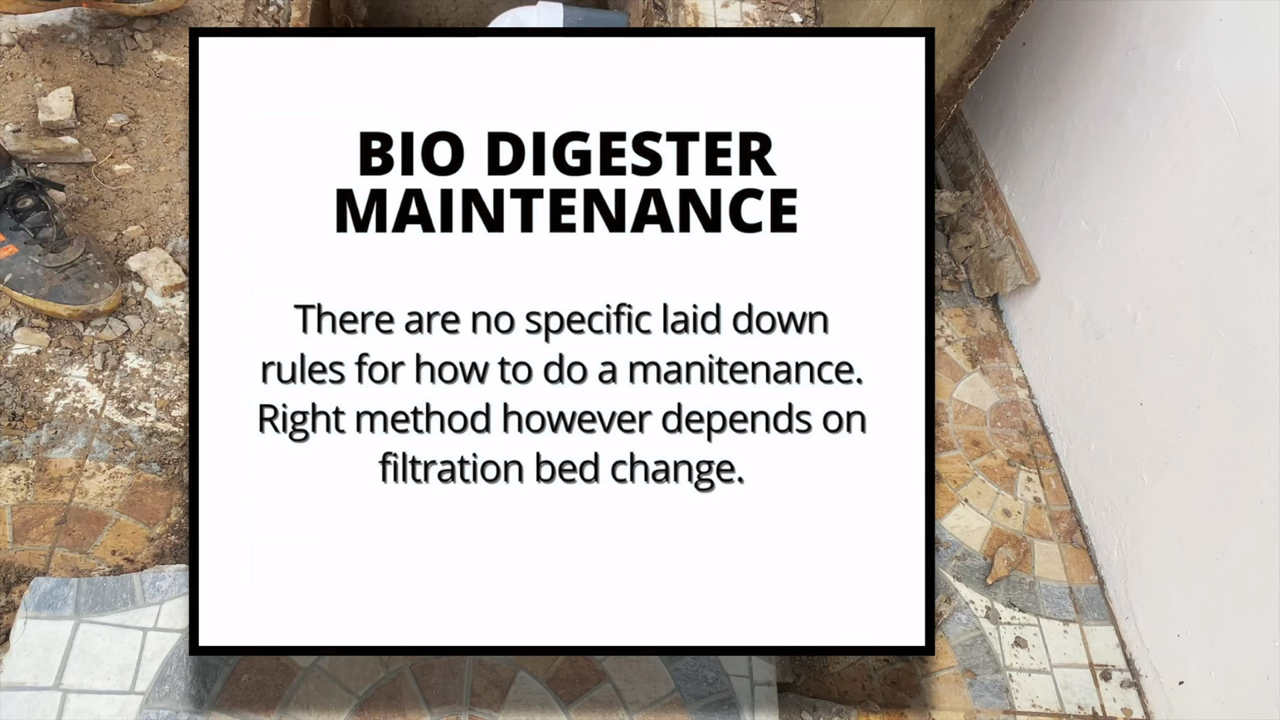 BIO DIGESTER
MAINTENANCE
There are no specific laid down
rules for how to do a manitenance.
Right method however depends on
filtration bed change.